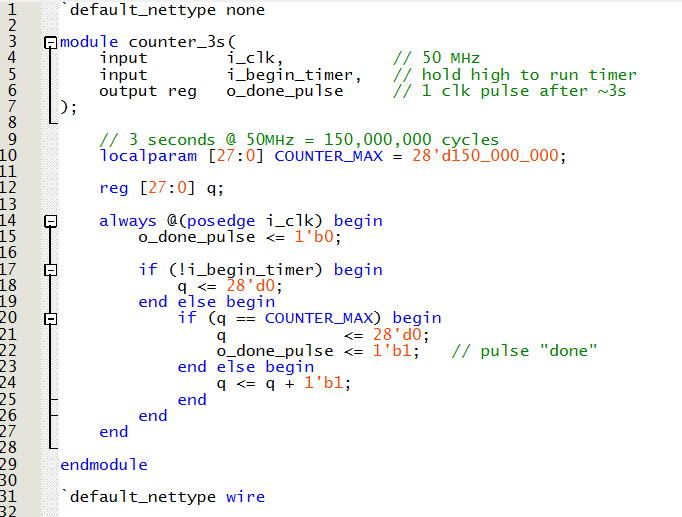 1 `default_nettype none
2
3 module counter_3s(
4     input        i_clk,           // 50 MHz
5     input        i_begin_timer,   // hold high to run timer
6     output reg   o_done_pulse     // 1 clk pulse after ~3s
7 );
8
9     // 3 seconds @ 50MHz = 150,000,000 cycles
10     localparam [27:0] COUNTER_MAX = 28'd150_000_000;
11
12     reg [27:0] q;
13
14     always @(posedge i_clk) begin
15         o_done_pulse <= 1'b0;
16
17         if (!i_begin_timer) begin
18             q <= 28'd0;
19         end else begin
20             if (q == COUNTER_MAX) begin
21                 q            <= 28'd0;
22                 o_done_pulse <= 1'b1;   // pulse "done"
23             end else begin
24                 q <= q + 1'b1;
25             end
26         end
27     end
28
29 endmodule
30
31 `default_nettype wire
32